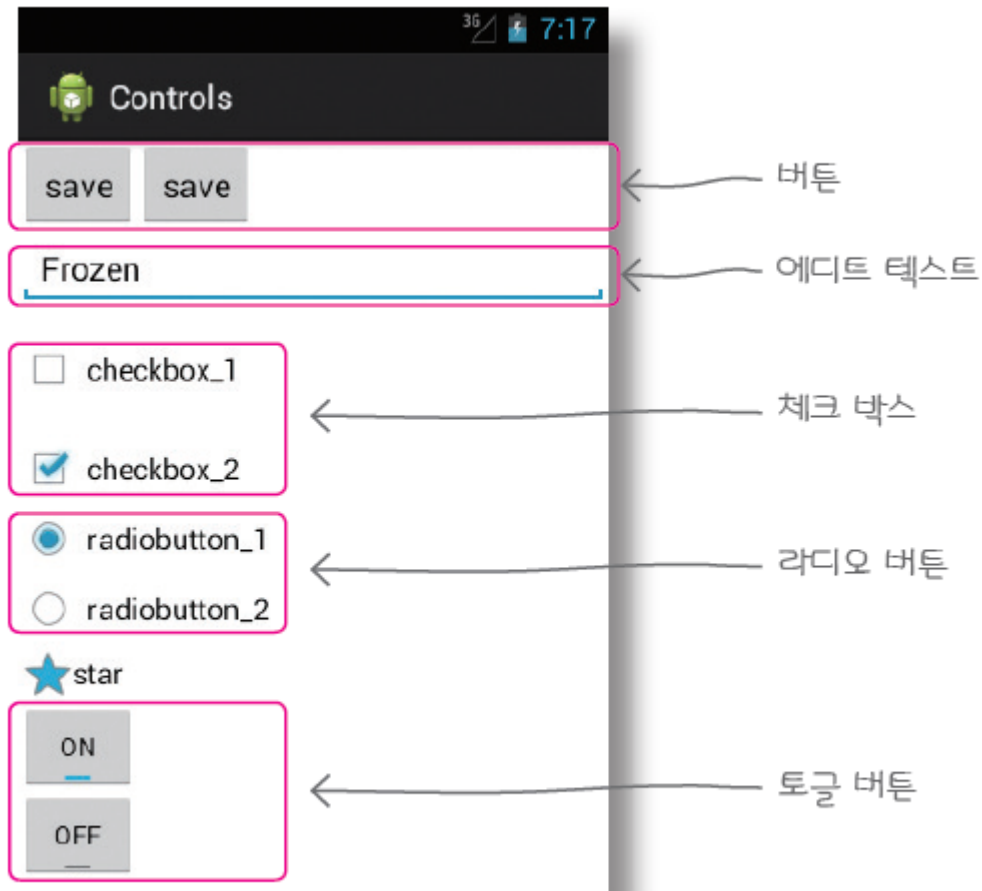 3G 7:17
Controls
save save
버튼
Frozen
에디트 텍스트
checkbox_1
체크 박스
checkbox_2
radiobutton_1
라디오 버튼
radiobutton_2
star
ON
토글 버튼
OFF